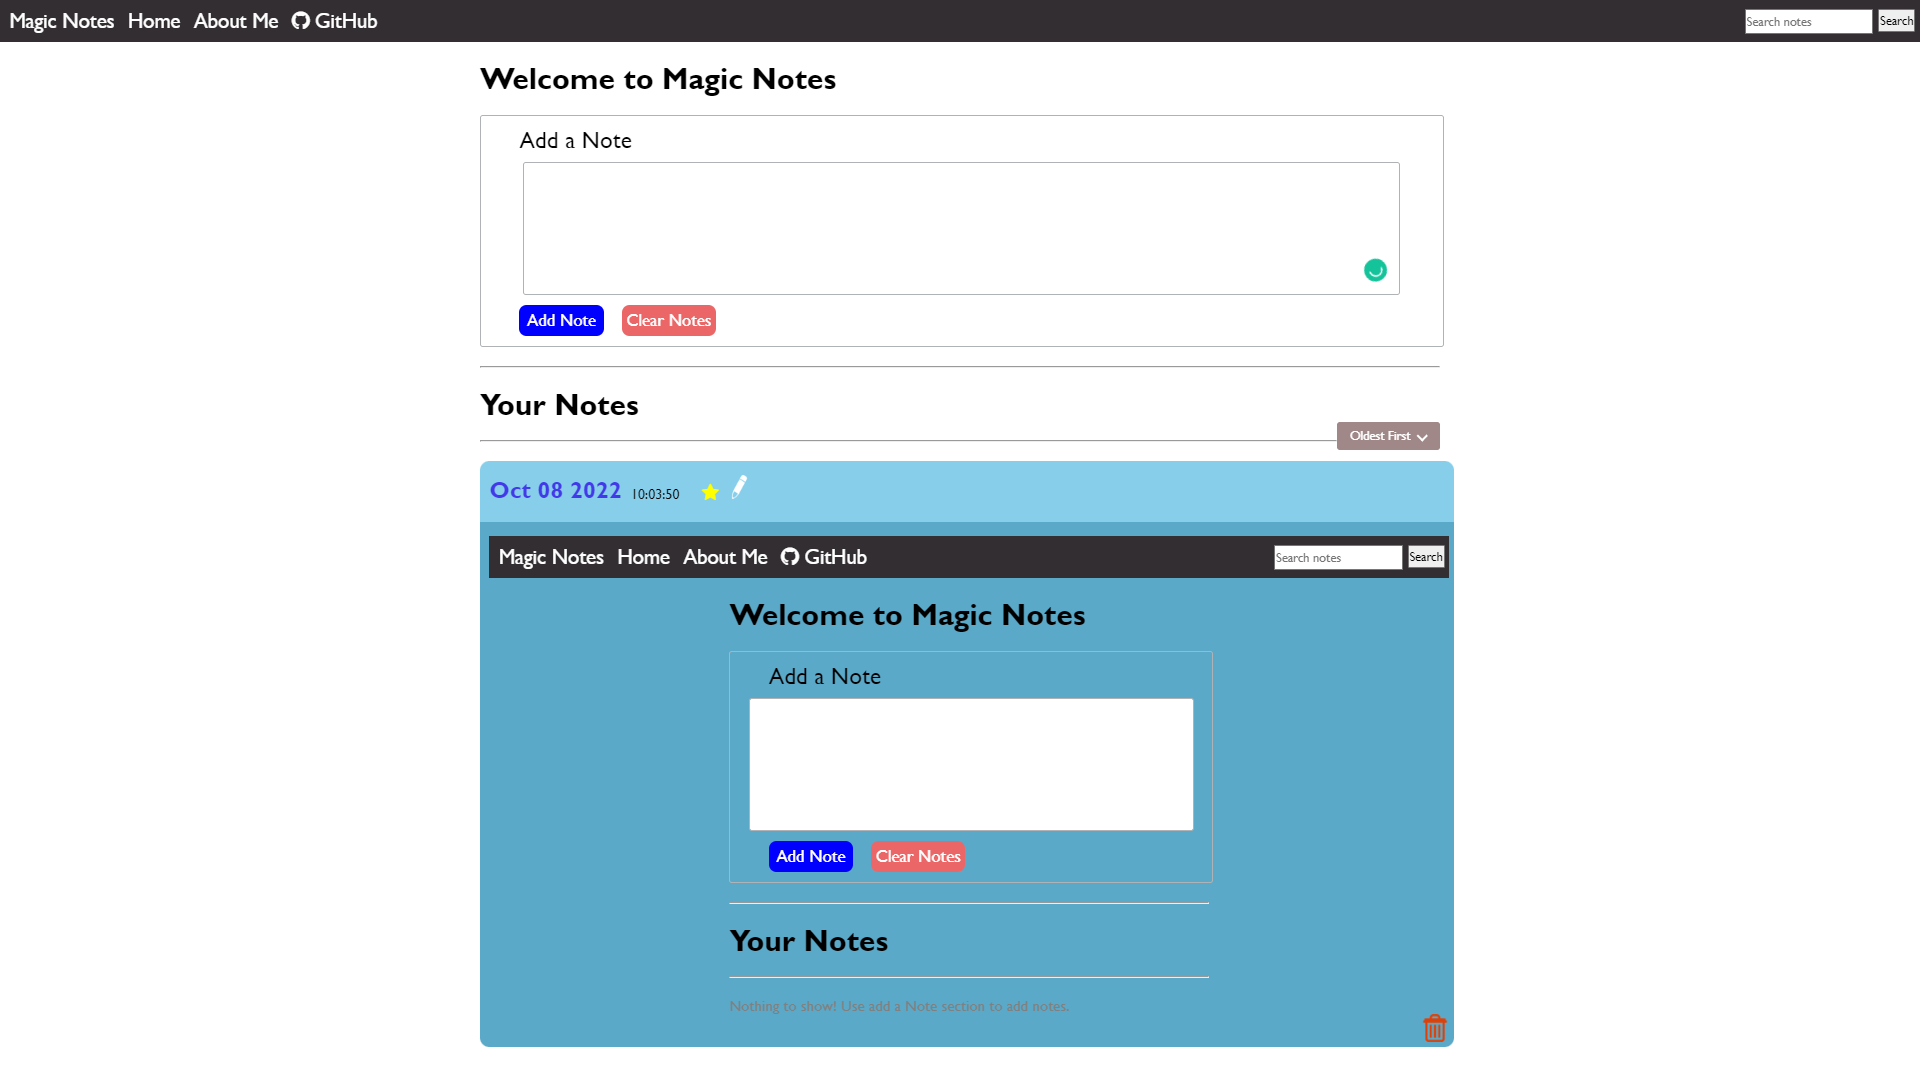 Magic Notes Home About Me GitHub Search notes Search
Welcome to Magic Notes
Add a Note
Add Note Clear Notes
Your Notes
Oldest First
Oct 08 2022 10:03:50
Magic Notes Home About Me GitHub Search notes Search
Welcome to Magic Notes
Add a Note
Add Note Clear Notes
Your Notes
Nothing to show! Use add a Note section to add notes.